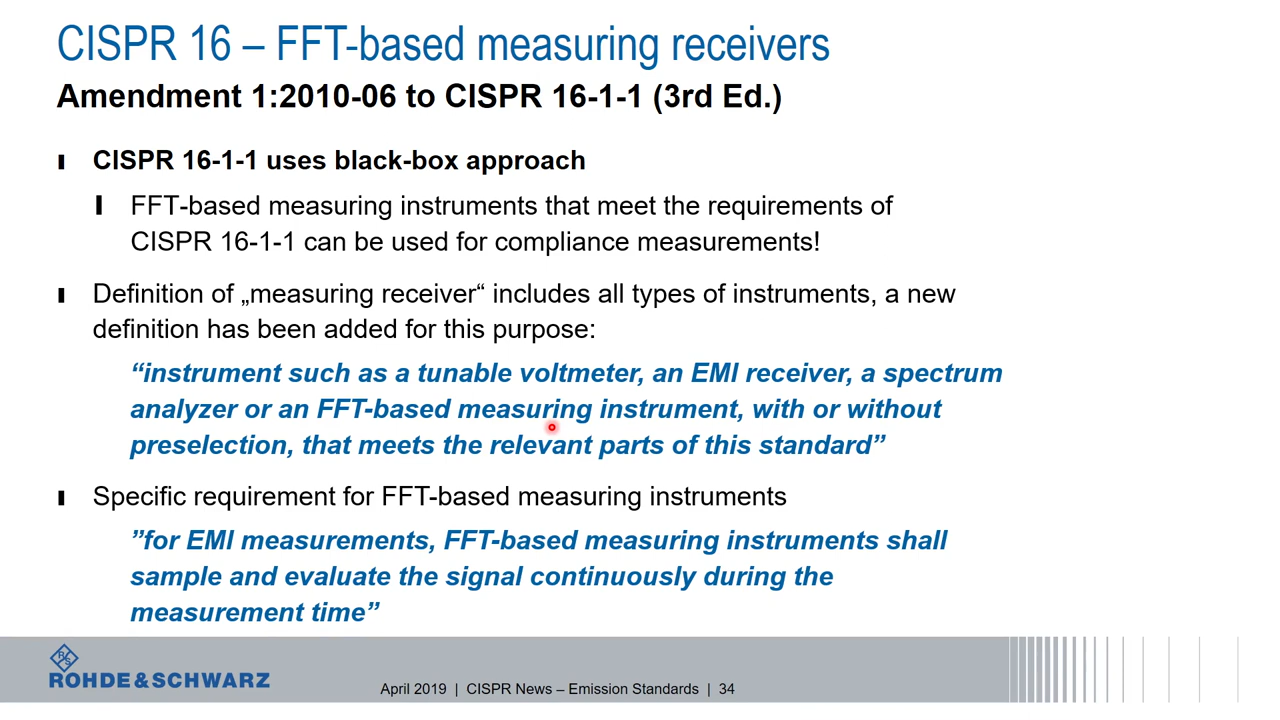 CISPR 16 – FFT-based measuring receivers
Amendment 1:2010-06 to CISPR 16-1-1 (3rd Ed.)
CISPR 16-1-1 uses black-box approach
FFT-based measuring instruments that meet the requirements of
CISPR 16-1-1 can be used for compliance measurements!
Definition of „measuring receiver“ includes all types of instruments, a new
definition has been added for this purpose:
“instrument such as a tunable voltmeter, an EMI receiver, a spectrum
analyzer or an FFT-based measuring instrument, with or without
preselection, that meets the relevant parts of this standard”
Specific requirement for FFT-based measuring instruments
”for EMI measurements, FFT-based measuring instruments shall
sample and evaluate the signal continuously during the
measurement time”
RS
ROHDE&SCHWARZ
April 2019 | CISPR News – Emission Standards | 34